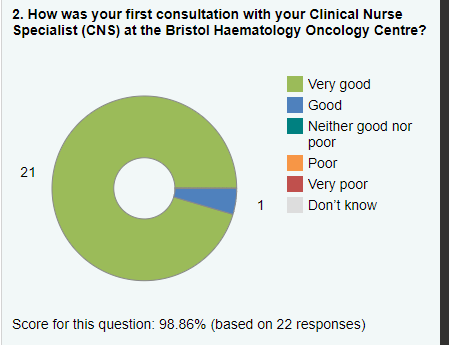 2. How was your first consultation with your Clinical Nurse
Specialist (CNS) at the Bristol Haematology Oncology Centre?
Very good
Good
Neither good nor
poor
Poor
Very poor
Don't know
21
1
Score for this question: 98.86% (based on 22 responses)